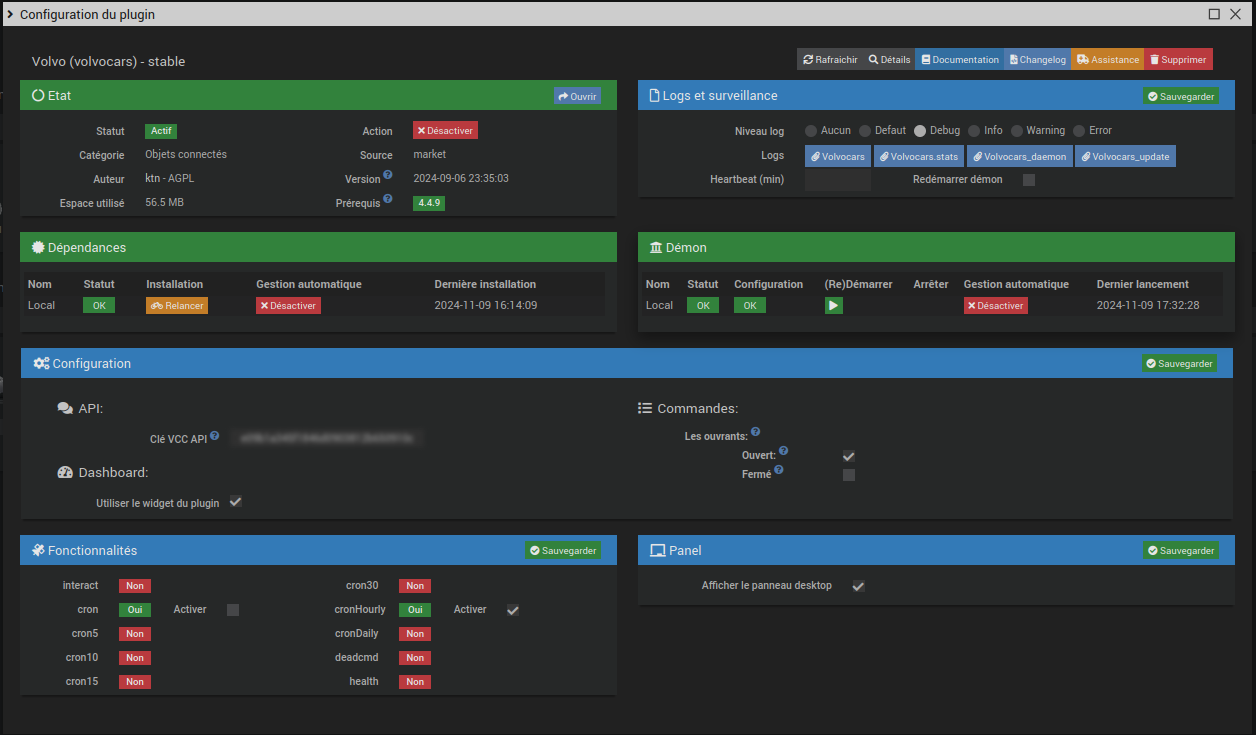 Configuration du plugin
Volvo (volvocars) - stable
Rafraichir Détails Documentation Changelog Assistance Supprimer
Etat Ouvrir
Statut Actif Action Désactiver
Catégorie Objets connectés Source market
Auteur ktn - AGPL Version 2024-09-06 23:35:03
Espace utilisé 56.5 MB Prérequis 4.4.9
Logs et surveillance Sauvegarder
Niveau log Aucun Defaut Debug Info Warning Error
Logs Volvocars Volvocars.stats Volvocars_daemon Volvocars_update
Heartbeat (min) Redémarrer démon
Dépendances
Nom Statut Installation Gestion automatique Dernière installation
Local OK Relancer Désactiver 2024-11-09 16:14:09
Démon
Nom Statut Configuration (Re)Démarrer Arrêter Gestion automatique Dernier lancement
Local OK OK Désactiver 2024-11-09 17:32:28
Configuration Sauvegarder
API:
Clé VCC API
Dashboard:
Utiliser le widget du plugin
Commandes:
Les ouvrants:
Ouvert:
Fermé
Fonctionnalités Sauvegarder
interact Non cron30 Non
cron Oui Activer cronHourly Oui Activer
cron5 Non cronDaily Non
cron10 Non deadcmd Non
cron15 Non health Non
Panel Sauvegarder
Afficher le panneau desktop